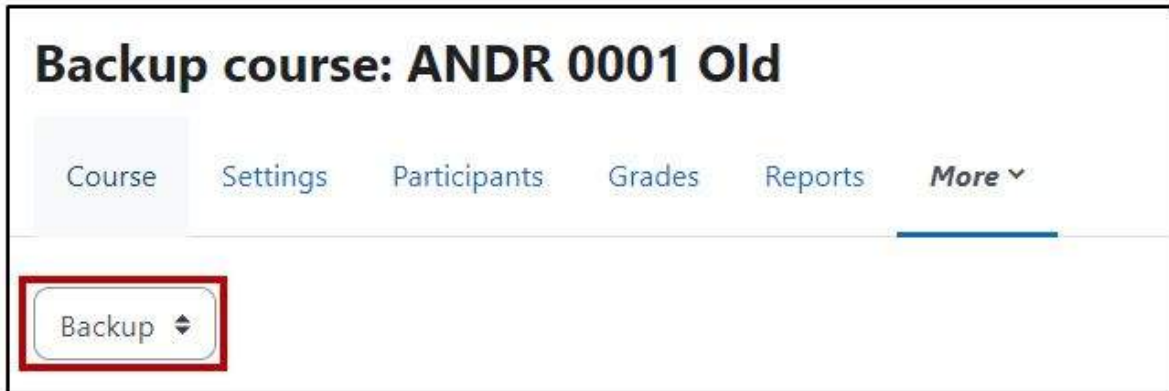 Backup course: ANDR 0001 Old
Course Settings Participants Grades Reports More
Backup